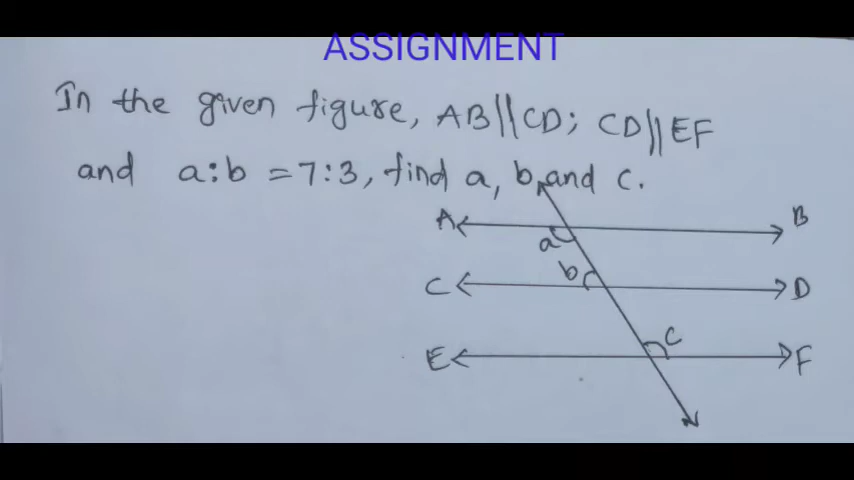 ASSIGNMENT
In the given figure, AB||CD; CD||EF
and a:b = 7:3, find a, b and c.
A B
a
b
C D
c
E F